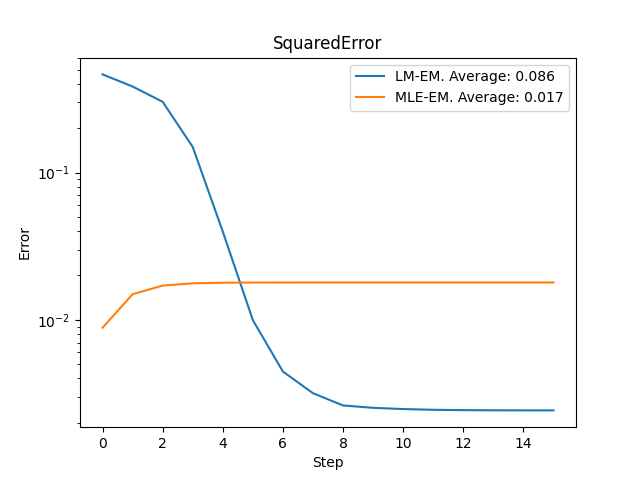 SquaredError
LM-EM. Average: 0.086
MLE-EM. Average: 0.017
10⁻¹
10⁻²
Error
0 2 4 6 8 10 12 14
Step